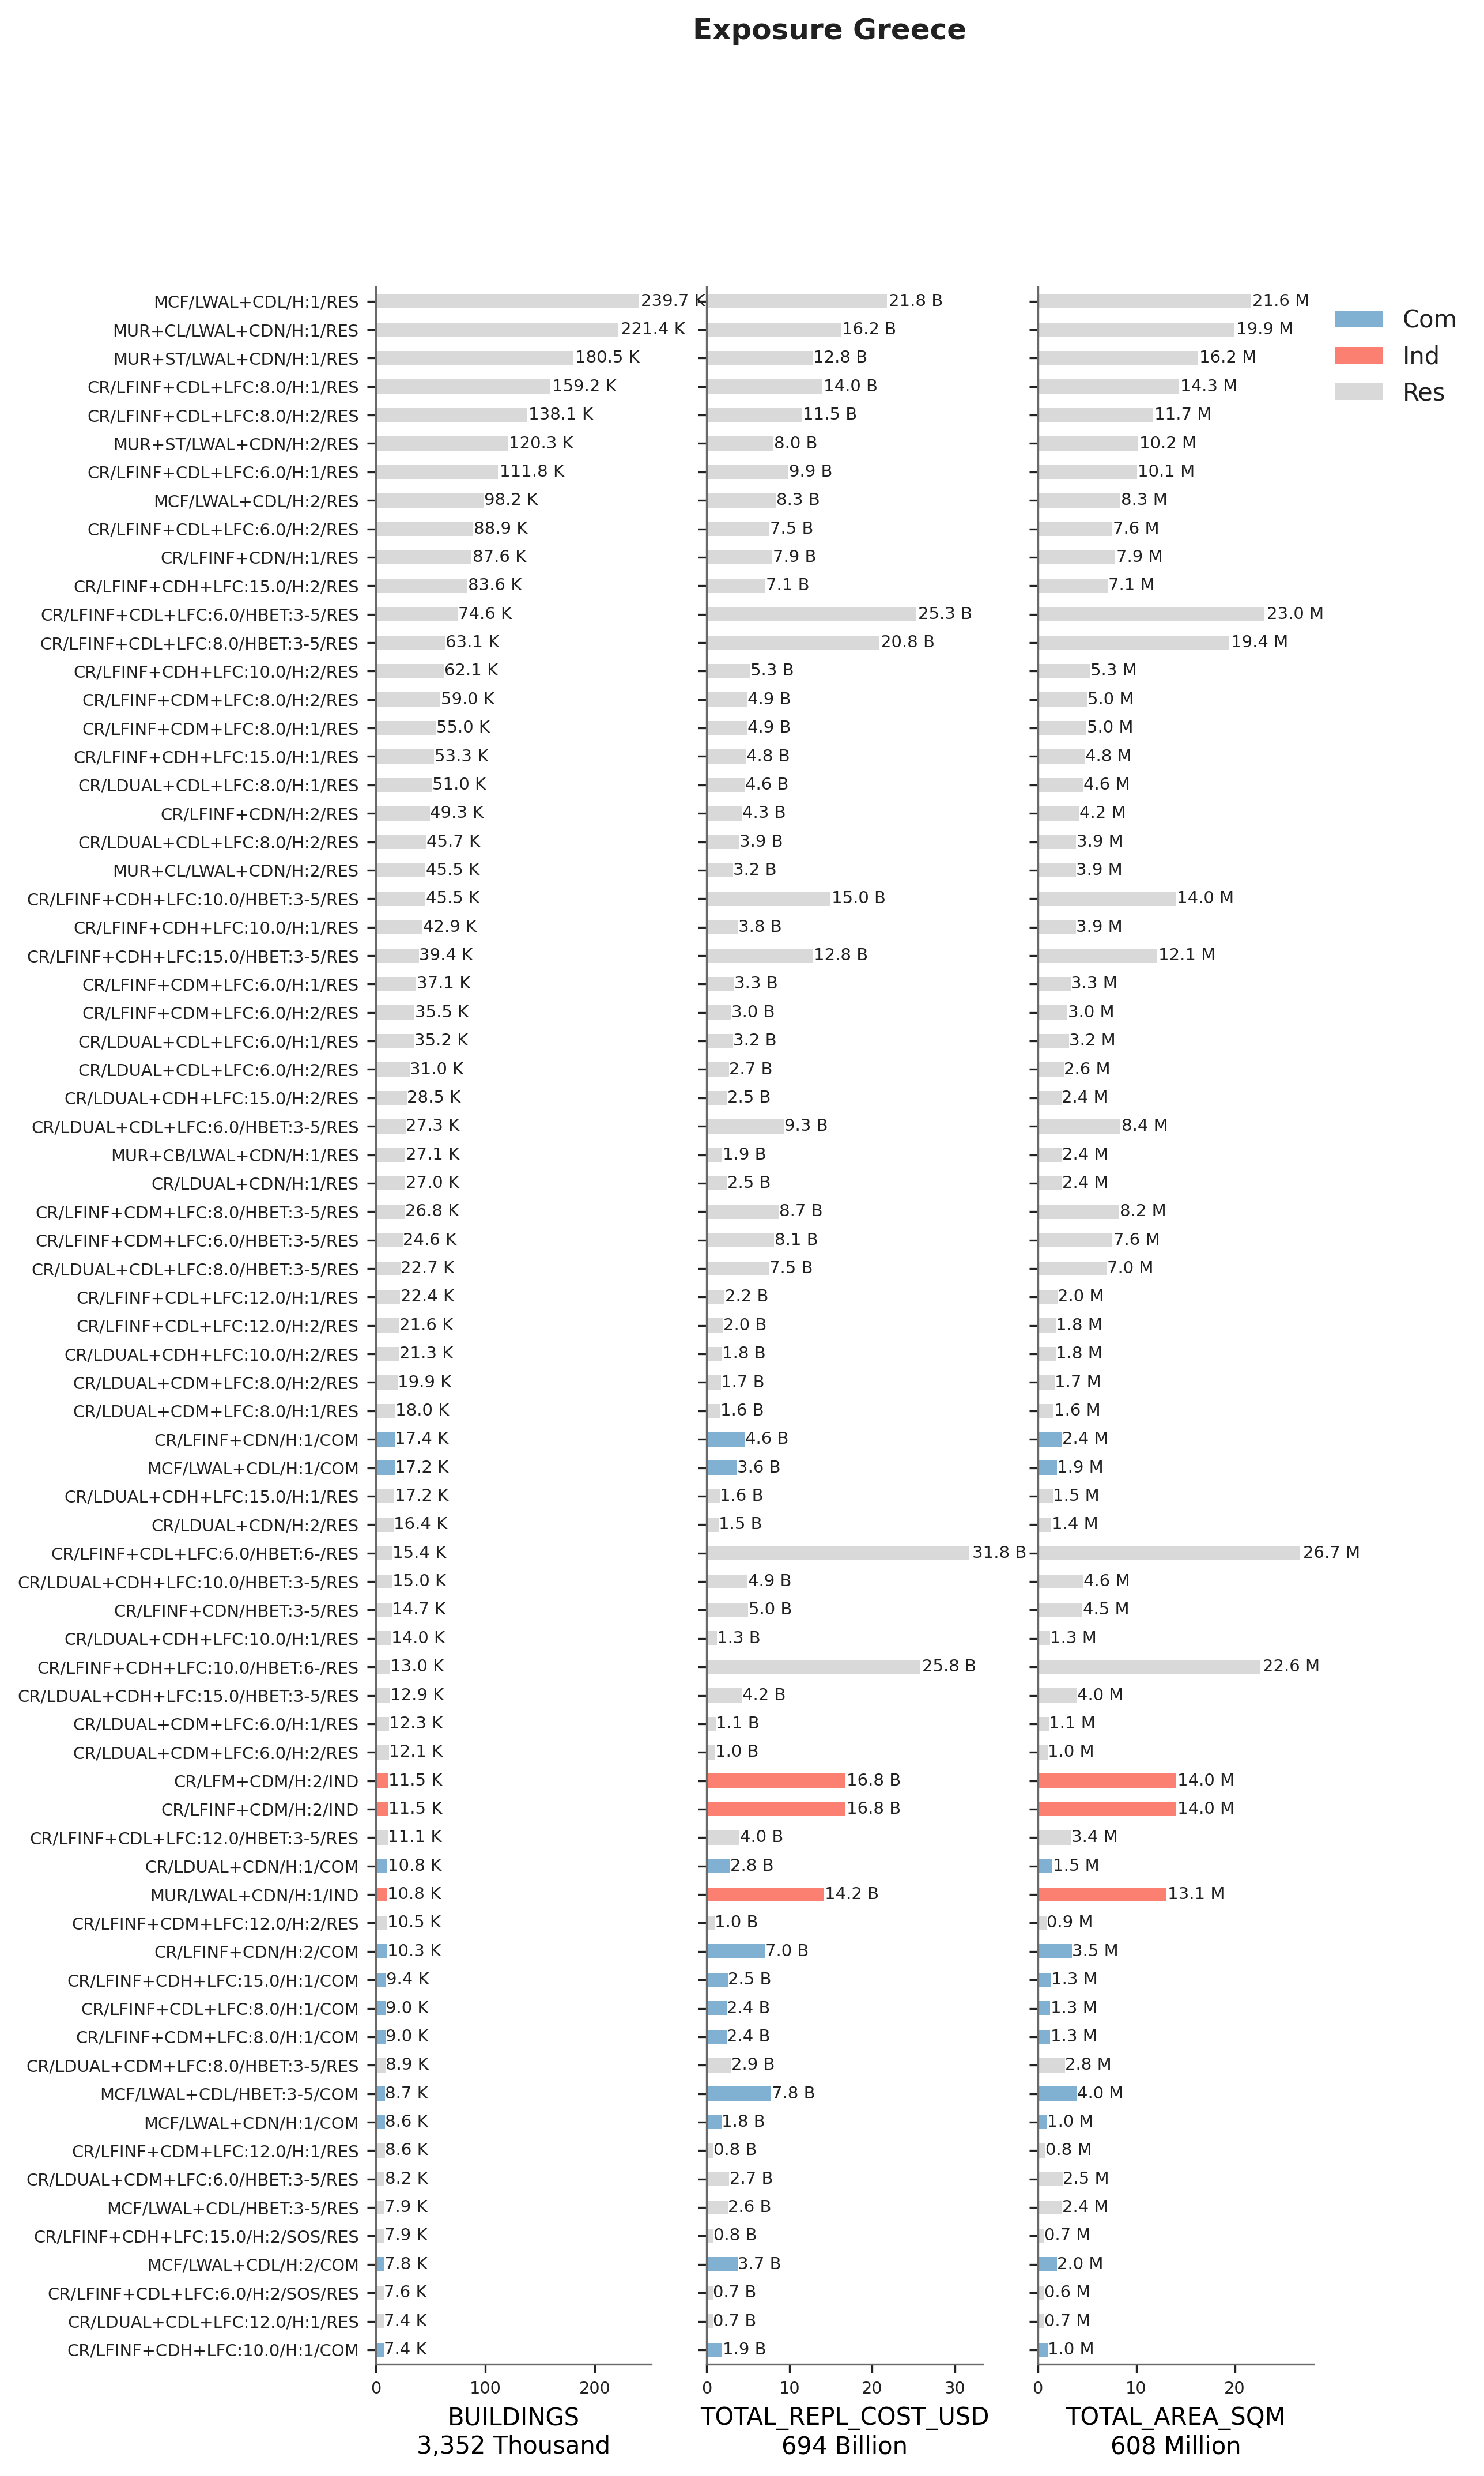 Exposure Greece
MCF/LWAL+CDL/H:1/RES 239.7 K 21.8 B 21.6 M
MUR+CL/LWAL+CDN/H:1/RES 221.4 K 16.2 B 19.9 M
MUR+ST/LWAL+CDN/H:1/RES 180.5 K 12.8 B 16.2 M
CR/LFINF+CDL+LFC:8.0/H:1/RES 159.2 K 14.0 B 14.3 M
CR/LFINF+CDL+LFC:8.0/H:2/RES 138.1 K 11.5 B 11.7 M
MUR+ST/LWAL+CDN/H:2/RES 120.3 K 8.0 B 10.2 M
CR/LFINF+CDL+LFC:6.0/H:1/RES 111.8 K 9.9 B 10.1 M
MCF/LWAL+CDL/H:2/RES 98.2 K 8.3 B 8.3 M
CR/LFINF+CDL+LFC:6.0/H:2/RES 88.9 K 7.5 B 7.6 M
CR/LFINF+CDN/H:1/RES 87.6 K 7.9 B 7.9 M
CR/LFINF+CDH+LFC:15.0/H:2/RES 83.6 K 7.1 B 7.1 M
CR/LFINF+CDL+LFC:6.0/HBET:3-5/RES 74.6 K 25.3 B 23.0 M
CR/LFINF+CDL+LFC:8.0/HBET:3-5/RES 63.1 K 20.8 B 19.4 M
CR/LFINF+CDH+LFC:10.0/H:2/RES 62.1 K 5.3 B 5.3 M
CR/LFINF+CDM+LFC:8.0/H:2/RES 59.0 K 4.9 B 5.0 M
CR/LFINF+CDM+LFC:8.0/H:1/RES 55.0 K 4.9 B 5.0 M
CR/LFINF+CDH+LFC:15.0/H:1/RES 53.3 K 4.8 B 4.8 M
CR/LDUAL+CDL+LFC:8.0/H:1/RES 51.0 K 4.6 B 4.6 M
CR/LFINF+CDN/H:2/RES 49.3 K 4.3 B 4.2 M
CR/LDUAL+CDL+LFC:8.0/H:2/RES 45.7 K 3.9 B 3.9 M
MUR+CL/LWAL+CDN/H:2/RES 45.5 K 3.2 B 3.9 M
CR/LFINF+CDH+LFC:10.0/HBET:3-5/RES 45.5 K 15.0 B 14.0 M
CR/LFINF+CDH+LFC:10.0/H:1/RES 42.9 K 3.8 B 3.9 M
CR/LFINF+CDH+LFC:15.0/HBET:3-5/RES 39.4 K 12.8 B 12.1 M
CR/LFINF+CDM+LFC:6.0/H:1/RES 37.1 K 3.3 B 3.3 M
CR/LFINF+CDM+LFC:6.0/H:2/RES 35.5 K 3.0 B 3.0 M
CR/LDUAL+CDL+LFC:6.0/H:1/RES 35.2 K 3.2 B 3.2 M
CR/LDUAL+CDL+LFC:6.0/H:2/RES 31.0 K 2.7 B 2.6 M
CR/LDUAL+CDH+LFC:15.0/H:2/RES 28.5 K 2.5 B 2.4 M
CR/LDUAL+CDL+LFC:6.0/HBET:3-5/RES 27.3 K 9.3 B 8.4 M
MUR+CB/LWAL+CDN/H:1/RES 27.1 K 1.9 B 2.4 M
CR/LDUAL+CDN/H:1/RES 27.0 K 2.5 B 2.4 M
CR/LFINF+CDM+LFC:8.0/HBET:3-5/RES 26.8 K 8.7 B 8.2 M
CR/LFINF+CDM+LFC:6.0/HBET:3-5/RES 24.6 K 8.1 B 7.6 M
CR/LDUAL+CDL+LFC:8.0/HBET:3-5/RES 22.7 K 7.5 B 7.0 M
CR/LFINF+CDL+LFC:12.0/H:1/RES 22.4 K 2.2 B 2.0 M
CR/LFINF+CDL+LFC:12.0/H:2/RES 21.6 K 2.0 B 1.8 M
CR/LDUAL+CDH+LFC:10.0/H:2/RES 21.3 K 1.8 B 1.8 M
CR/LDUAL+CDM+LFC:8.0/H:2/RES 19.9 K 1.7 B 1.7 M
CR/LDUAL+CDM+LFC:8.0/H:1/RES 18.0 K 1.6 B 1.6 M
CR/LFINF+CDN/H:1/COM 17.4 K 4.6 B 2.4 M
MCF/LWAL+CDL/H:1/COM 17.2 K 3.6 B 1.9 M
CR/LDUAL+CDH+LFC:15.0/H:1/RES 17.2 K 1.6 B 1.5 M
CR/LDUAL+CDN/H:2/RES 16.4 K 1.5 B 1.4 M
CR/LFINF+CDL+LFC:6.0/HBET:6-/RES 15.4 K 31.8 B 26.7 M
CR/LDUAL+CDH+LFC:10.0/HBET:3-5/RES 15.0 K 4.9 B 4.6 M
CR/LFINF+CDN/HBET:3-5/RES 14.7 K 5.0 B 4.5 M
CR/LDUAL+CDH+LFC:10.0/H:1/RES 14.0 K 1.3 B 1.3 M
CR/LFINF+CDH+LFC:10.0/HBET:6-/RES 13.0 K 25.8 B 22.6 M
CR/LDUAL+CDH+LFC:15.0/HBET:3-5/RES 12.9 K 4.2 B 4.0 M
CR/LDUAL+CDM+LFC:6.0/H:1/RES 12.3 K 1.1 B 1.1 M
CR/LDUAL+CDM+LFC:6.0/H:2/RES 12.1 K 1.0 B 1.0 M
CR/LFM+CDM/H:2/IND 11.5 K 16.8 B 14.0 M
CR/LFINF+CDM/H:2/IND 11.5 K 16.8 B 14.0 M
CR/LFINF+CDL+LFC:12.0/HBET:3-5/RES 11.1 K 4.0 B 3.4 M
CR/LDUAL+CDN/H:1/COM 10.8 K 2.8 B 1.5 M
MUR/LWAL+CDN/H:1/IND 10.8 K 14.2 B 13.1 M
CR/LFINF+CDM+LFC:12.0/H:2/RES 10.5 K 1.0 B 0.9 M
CR/LFINF+CDN/H:2/COM 10.3 K 7.0 B 3.5 M
CR/LFINF+CDH+LFC:15.0/H:1/COM 9.4 K 2.5 B 1.3 M
CR/LFINF+CDL+LFC:8.0/H:1/COM 9.0 K 2.4 B 1.3 M
CR/LFINF+CDM+LFC:8.0/H:1/COM 9.0 K 2.4 B 1.3 M
CR/LDUAL+CDM+LFC:8.0/HBET:3-5/RES 8.9 K 2.9 B 2.8 M
MCF/LWAL+CDL/HBET:3-5/COM 8.7 K 7.8 B 4.0 M
MCF/LWAL+CDN/H:1/COM 8.6 K 1.8 B 1.0 M
CR/LFINF+CDM+LFC:12.0/H:1/RES 8.6 K 0.8 B 0.8 M
CR/LDUAL+CDM+LFC:6.0/HBET:3-5/RES 8.2 K 2.7 B 2.5 M
MCF/LWAL+CDL/HBET:3-5/RES 7.9 K 2.6 B 2.4 M
CR/LFINF+CDH+LFC:15.0/H:2/SOS/RES 7.9 K 0.8 B 0.7 M
MCF/LWAL+CDL/H:2/COM 7.8 K 3.7 B 2.0 M
CR/LFINF+CDL+LFC:6.0/H:2/SOS/RES 7.6 K 0.7 B 0.6 M
CR/LDUAL+CDL+LFC:12.0/H:1/RES 7.4 K 0.7 B 0.7 M
CR/LFINF+CDH+LFC:10.0/H:1/COM 7.4 K 1.9 B 1.0 M
0 100 200 0 10 20 30 0 10 20
BUILDINGS TOTAL_REPL_COST_USD TOTAL_AREA_SQM
3,352 Thousand 694 Billion 608 Million
Com
Ind
Res